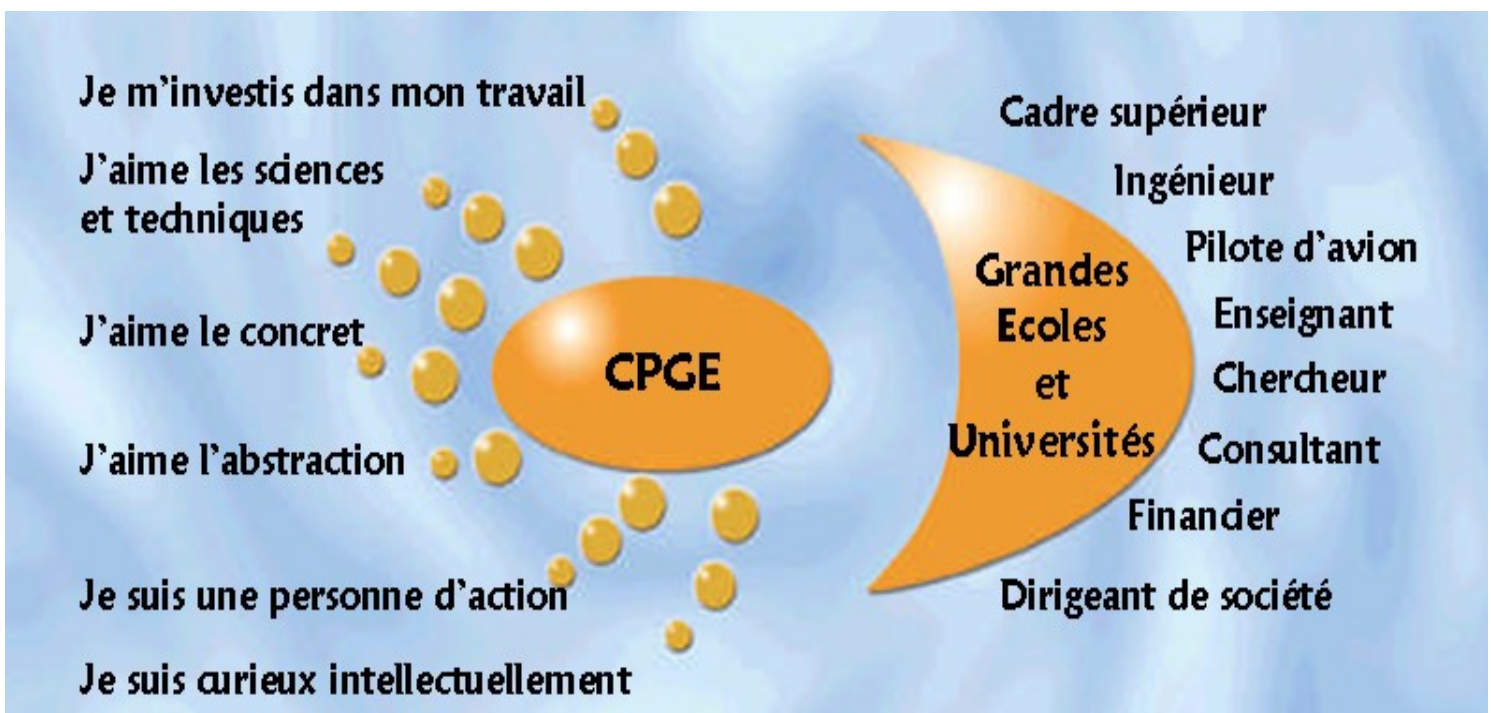 Je m'investis dans mon travail
J'aime les sciences
et techniques
J'aime le concret
J'aime l'abstraction
Je suis une personne d'action
Je suis curieux intellectuellement
CPGE
Grandes
Ecoles
et
Universités
Cadre supérieur
Ingénieur
Pilote d'avion
Enseignant
Chercheur
Consultant
Financier
Dirigeant de société